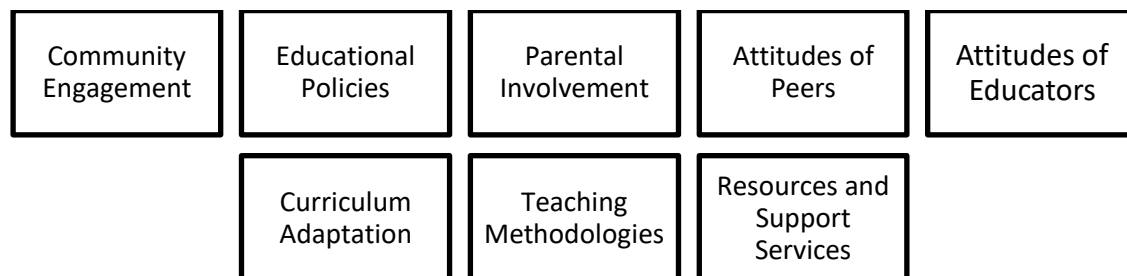 Community
Engagement
Educational
Policies
Parental
Involvement
Attitudes of
Peers
Attitudes of
Educators
Curriculum
Adaptation
Teaching
Methodologies
Resources and
Support
Services